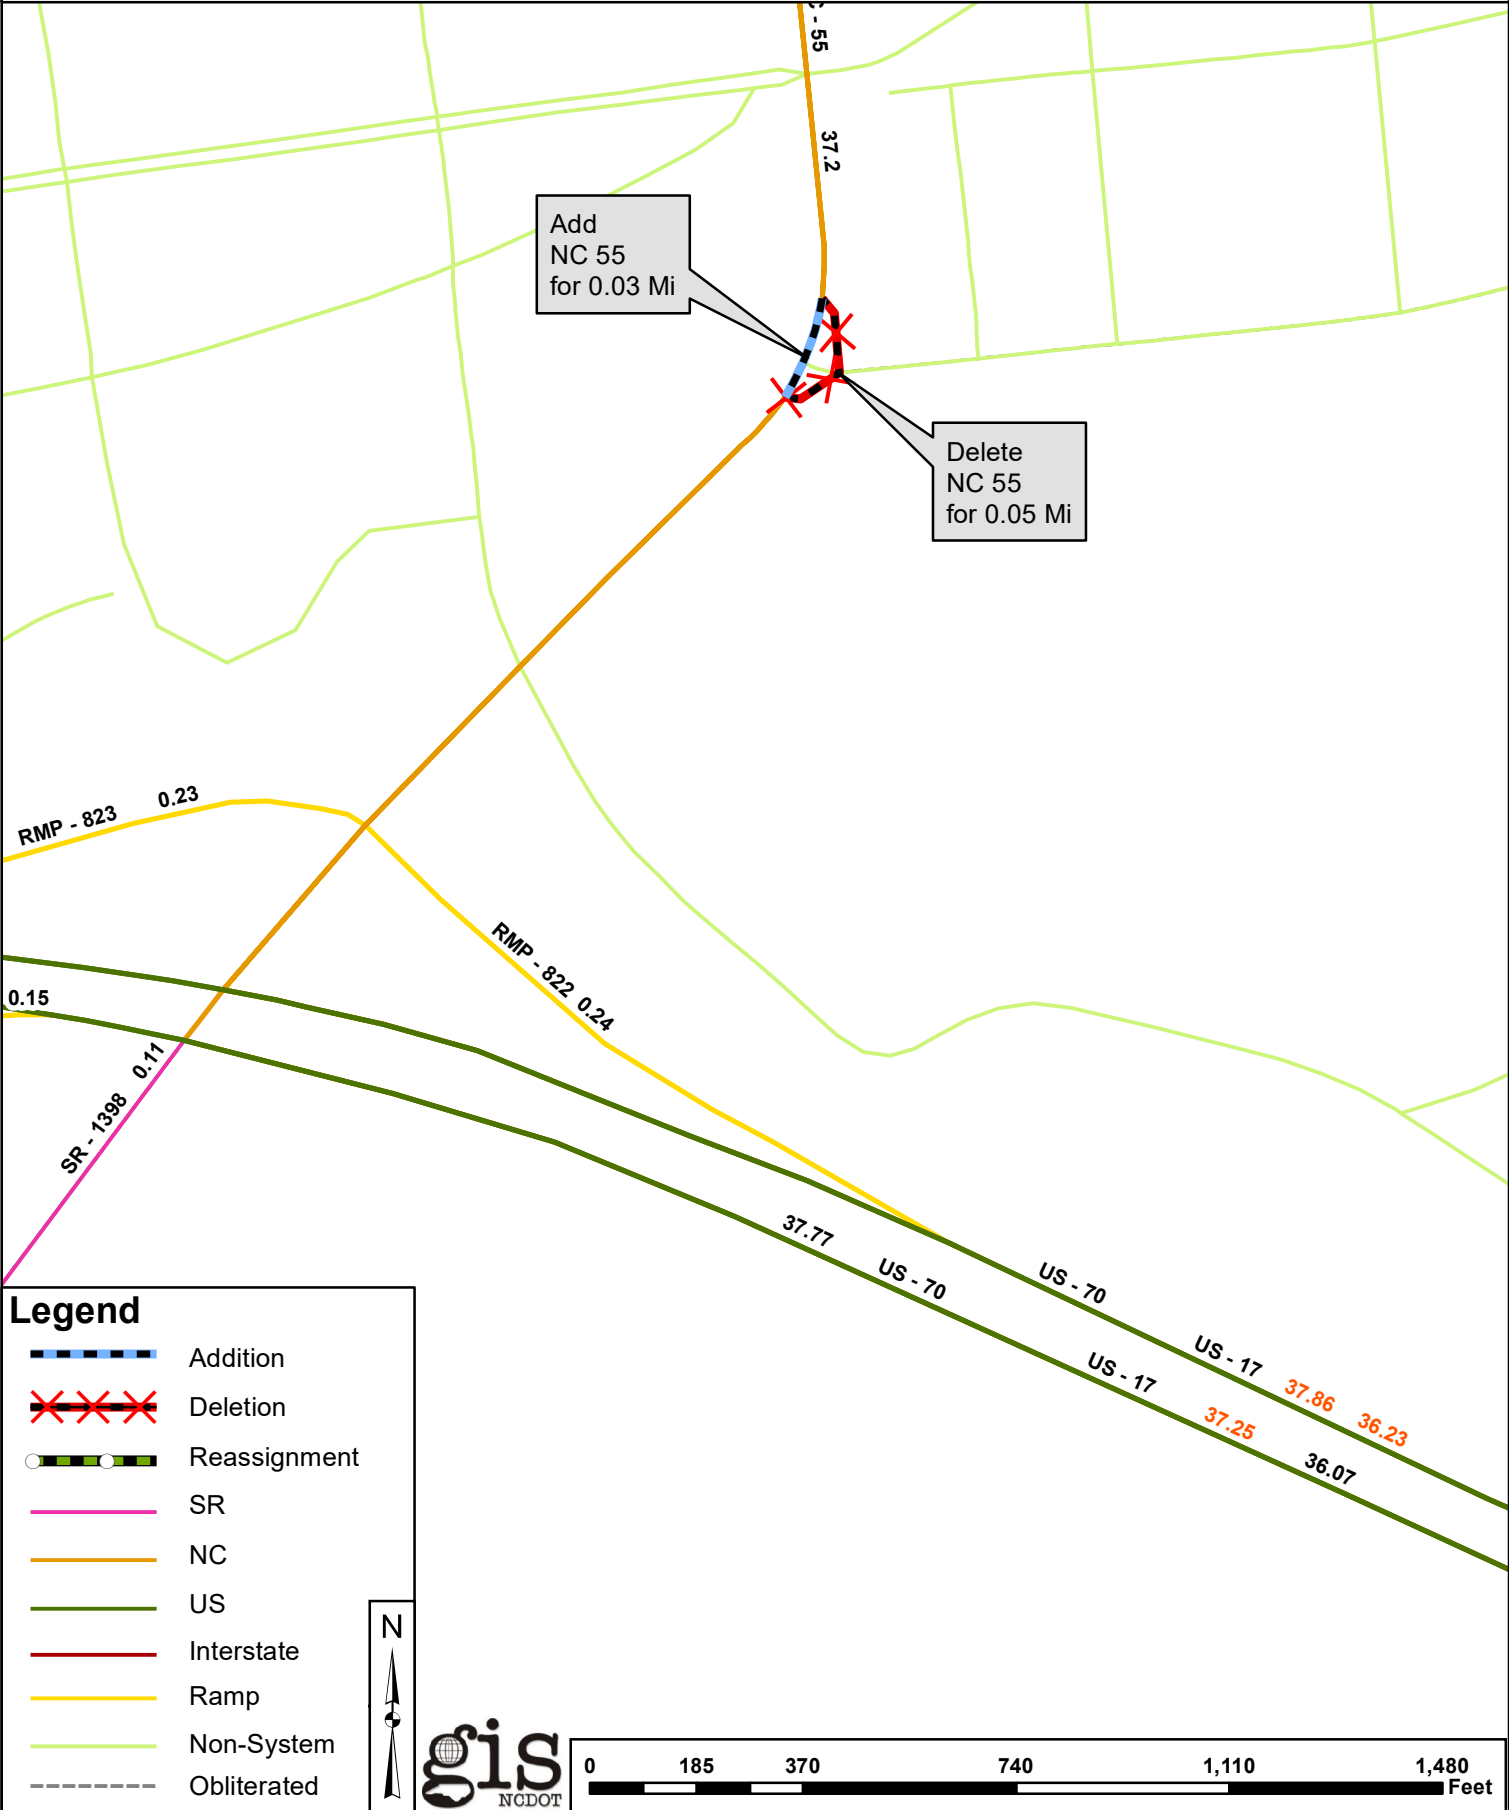 - 55
37.2
Add
NC 55
for 0.03 Mi
Delete
NC 55
for 0.05 Mi
RMP - 823 0.23
RMP - 822 0.24
0.15
SR - 1398 0.11
37.77
US - 70
US - 70
US - 17
37.86
36.23
US - 17
37.25
36.07
Legend
Addition
Deletion
Reassignment
SR
NC
US
Interstate
Ramp
Non-System
Obliterated
N
gis
NCDOT
0 185 370 740 1,110 1,480
Feet